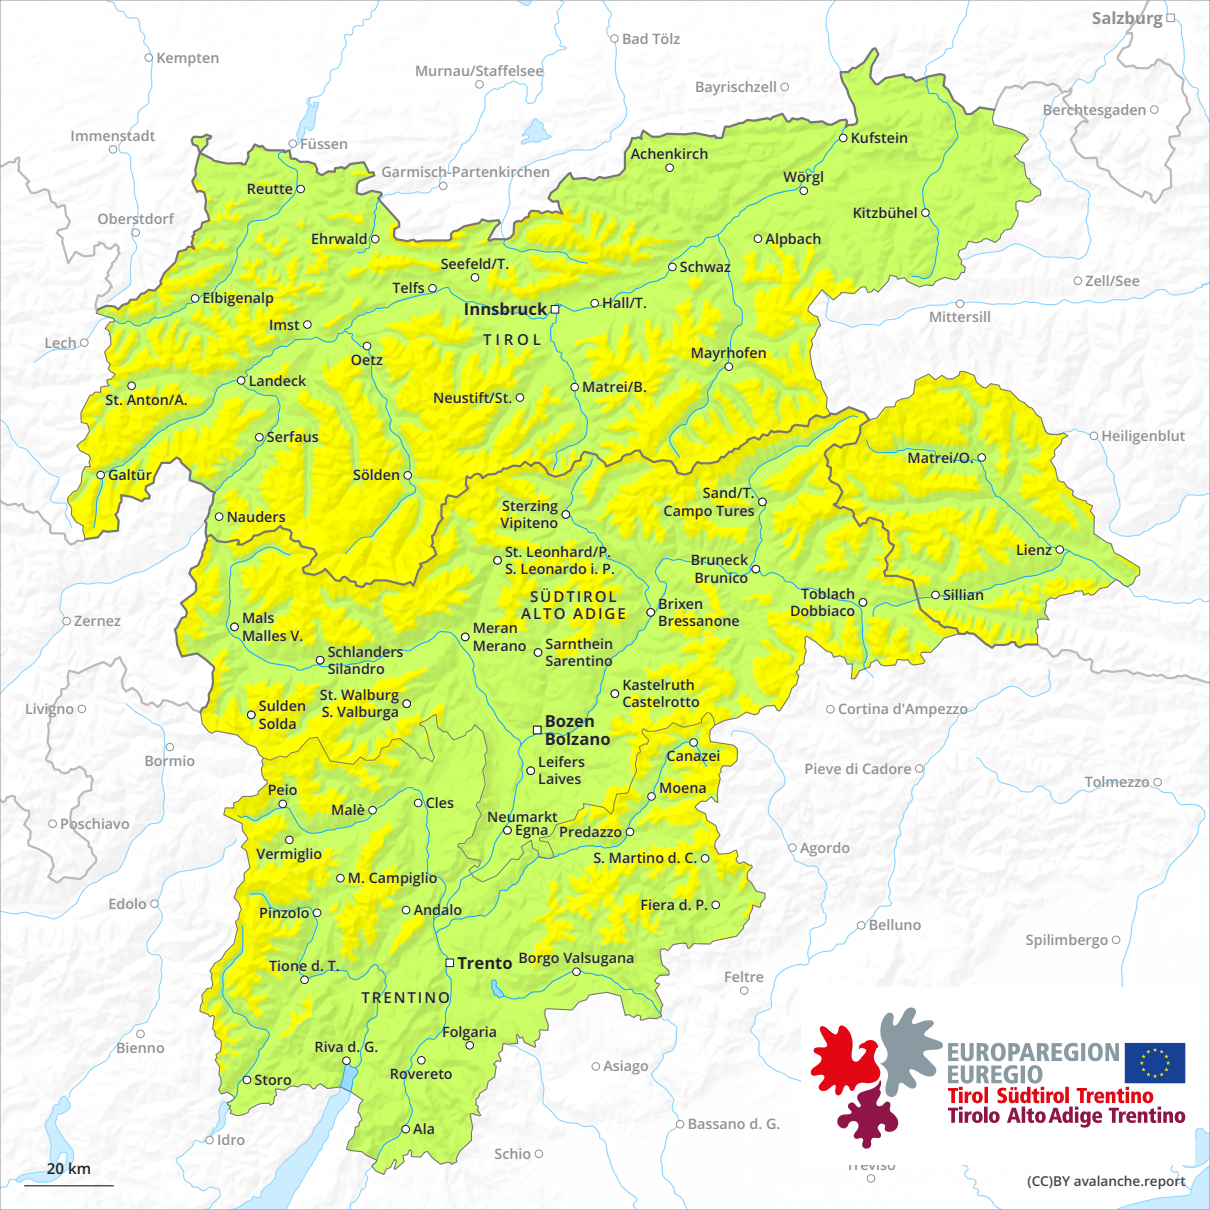 Salzburg
Bad Tölz
Kempten
Murnau/Staffelsee
Bayrischzell
Berchtesgaden
Immenstadt
Füssen
Kufstein
Achenkirch
Garmisch-Partenkirchen
Wörgl
Reutte
Oberstdorf
Kitzbühel
Ehrwald
Alpbach
Seefeld/T.
Schwaz
Zell/See
Telfs
Elbigenalp
Hall/T.
Innsbruck
Mittersill
Imst
TIROL
Lech
Oetz
Mayrhofen
Landeck
Matrei/B.
St. Anton/A.
Neustift/St.
Serfaus
Heiligenblut
Matrei/O.
Galtür
Sölden
Sand/T.
Campo Tures
Sterzing
Vipiteno
Nauders
St. Leonhard/P.
S. Leonardo i. P.
Lienz
Bruneck
Brunico
SÜDTIROL
ALTO ADIGE
Toblach
Dobbiaco
Sillian
Brixen
Bressanone
Zernez
Mals
Malles V.
Meran
Merano
Sarnthein
Sarentino
Schlanders
Silandro
Kastelruth
Castelrotto
St. Walburg
S. Valburga
Livigno
Sulden
Solda
Cortina d'Ampezzo
Bozen
Bolzano
Bormio
Canazei
Leifers
Laives
Pieve di Cadore
Tolmezzo
Peio
Moena
Malè
Cles
Poschiavo
Neumarkt
Egna
Predazzo
Vermiglio
S. Martino d. C.
Agordo
M. Campiglio
Edolo
Pinzolo
Andalo
Fiera d. P.
Belluno
Spilimbergo
Trento
Borgo Valsugana
Tione d. T.
Feltre
TRENTINO
Folgaria
Bienno
Riva d. G.
Rovereto
Asiago
Storo
EUROPAREGION
EUREGIO
Tirol Südtirol Trentino
Tirolo Alto Adige Trentino
Ala
Bassano d. G.
Idro
Schio
Treviso
20 km
(CC)BY avalanche.report